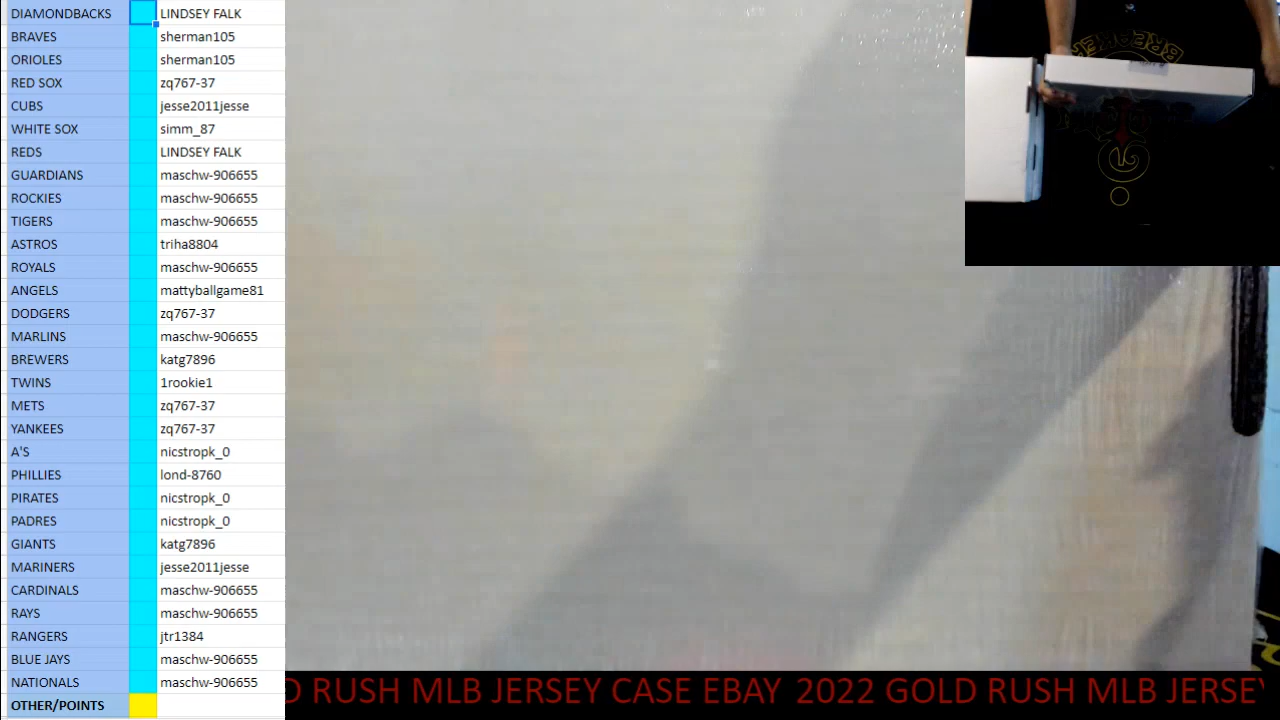 DIAMONDBACKS LINDSEY FALK
BRAVES sherman105
ORIOLES sherman105
RED SOX zq767-37
CUBS jesse2011jesse
WHITE SOX simm_87
REDS LINDSEY FALK
GUARDIANS maschw-906655
ROCKIES maschw-906655
TIGERS maschw-906655
ASTROS triha8804
ROYALS maschw-906655
ANGELS mattyballgame81
DODGERS zq767-37
MARLINS maschw-906655
BREWERS katg7896
TWINS 1rookie1
METS zq767-37
YANKEES zq767-37
A'S nicstropk_0
PHILLIES lond-8760
PIRATES nicstropk_0
PADRES nicstropk_0
GIANTS katg7896
MARINERS jesse2011jesse
CARDINALS maschw-906655
RAYS maschw-906655
RANGERS jtr1384
BLUE JAYS maschw-906655
NATIONALS maschw-906655
OTHER/POINTS
D RUSH MLB JERSEY CASE EBAY 2022 GOLD RUSH MLB JERSEY